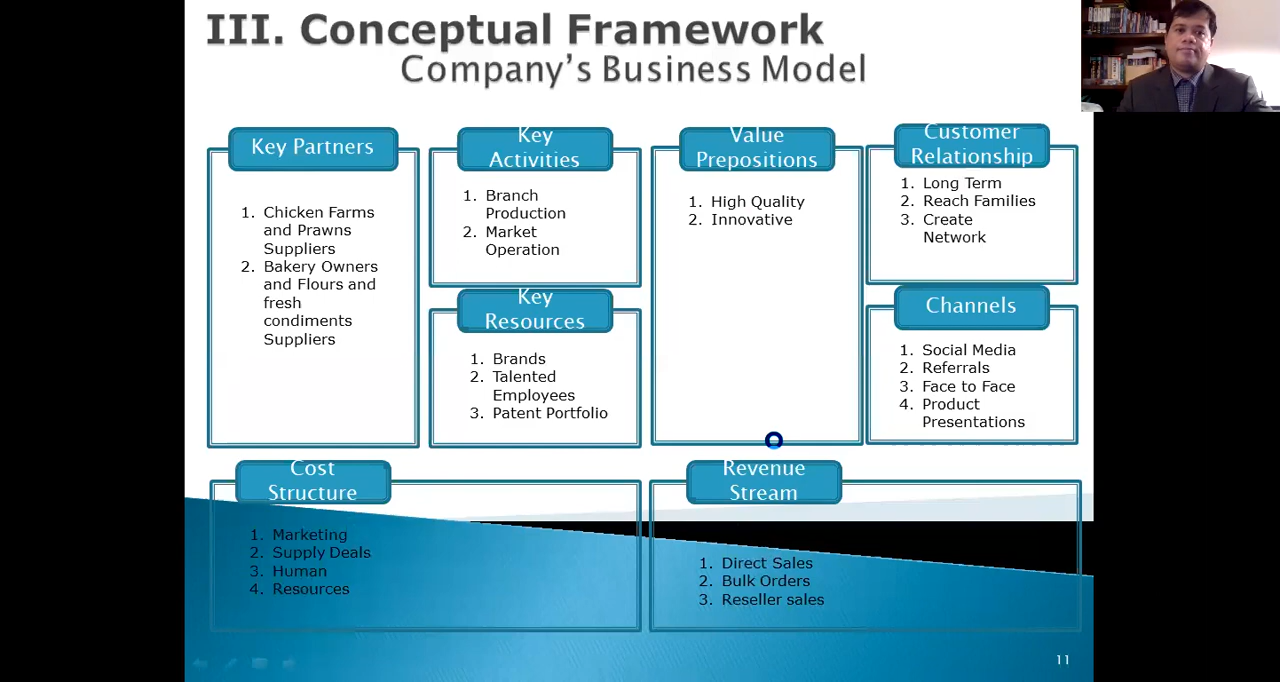 III. Conceptual Framework
Company's Business Model
Key Partners
1. Chicken Farms
and Prawns
Suppliers
2. Bakery Owners
and Flours and
fresh
condiments
Suppliers
Key
Activities
1. Branch
Production
2. Market
Operation
Key
Resources
1. Brands
2. Talented
Employees
3. Patent Portfolio
Value
Prepositions
1. High Quality
2. Innovative
Customer
Relationship
1. Long Term
2. Reach Families
3. Create
Network
Channels
1. Social Media
2. Referrals
3. Face to Face
4. Product
Presentations
Cost
Structure
1. Marketing
2. Supply Deals
3. Human
4. Resources
Revenue
Stream
1. Direct Sales
2. Bulk Orders
3. Reseller sales
11